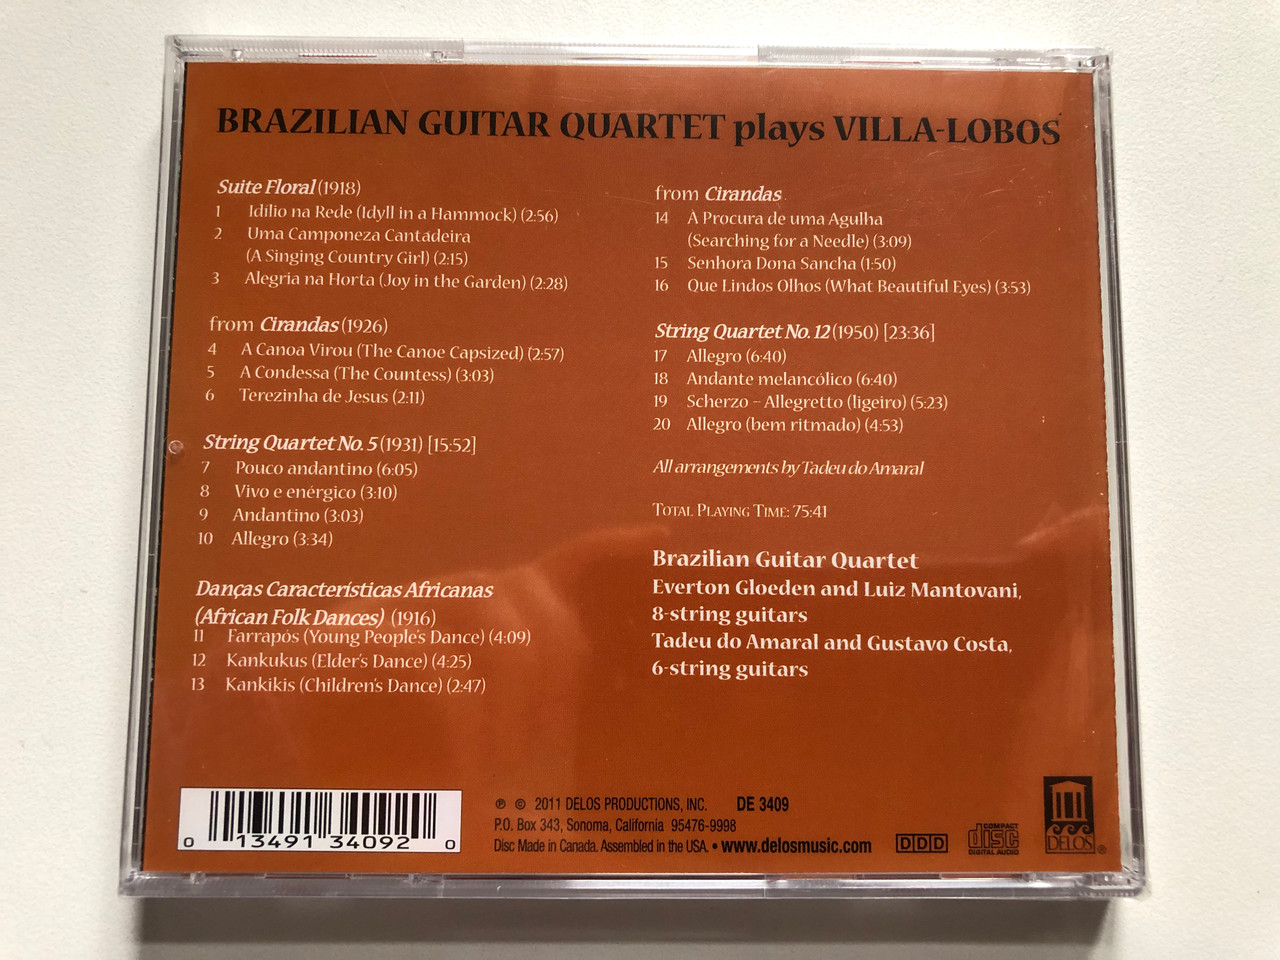 BRAZILIAN GUITAR QUARTET plays VILLA-LOBOS
Suite Floral (1918)
1 Idílio na Rede (Idyll in a Hammock) (2:56)
2 Uma Camponeza Cantadeira
(A Singing Country Girl) (2:15)
3 Alegria na Horta (Joy in the Garden) (2:28)
from Cirandas (1926)
4 A Canoa Virou (The Canoe Capsized) (2:57)
5 A Condessa (The Countess) (3:03)
6 Terezinha de Jesus (2:11)
String Quartet No. 5 (1931) [15:52]
7 Pouco andantino (6:05)
8 Vivo e enérgico (3:10)
9 Andantino (3:03)
10 Allegro (3:34)
Danças Características Africanas
(African Folk Dances) (1916)
11 Farrapós (Young People's Dance) (4:09)
12 Kankukus (Elder's Dance) (4:25)
13 Kankikis (Children's Dance) (2:47)
from Cirandas
14 À Procura de uma Agulha
(Searching for a Needle) (3:09)
15 Senhora Dona Sancha (1:50)
16 Que Lindos Olhos (What Beautiful Eyes) (3:53)
String Quartet No. 12 (1950) [23:36]
17 Allegro (6:40)
18 Andante melancólico (6:40)
19 Scherzo – Allegretto (ligeiro) (5:23)
20 Allegro (bem ritmado) (4:53)
All arrangements by Tadeu do Amaral
TOTAL PLAYING TIME: 75:41
Brazilian Guitar Quartet
Everton Gloeden and Luiz Mantovani,
8-string guitars
Tadeu do Amaral and Gustavo Costa,
6-string guitars
0 13491 34092 0
℗ © 2011 DELOS PRODUCTIONS, INC. DE 3409
P.O. Box 343, Sonoma, California 95476-9998
Disc Made in Canada. Assembled in the USA. • www.delosmusic.com
DDD
COMPACT
disc
DIGITAL AUDIO
DELOS ®